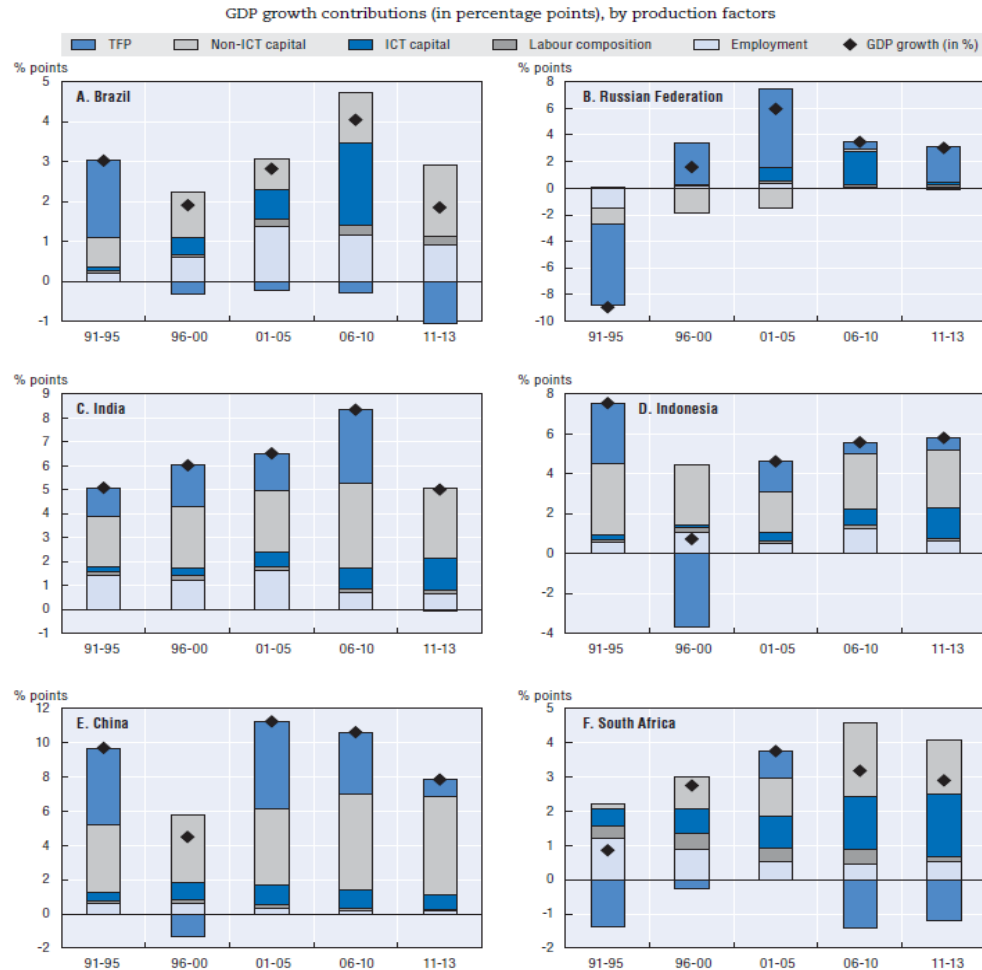 GDP growth contributions (in percentage points), by production factors
TFP Non-ICT capital ICT capital Labour composition Employment GDP growth (in %)
% points
A. Brazil
5
4
3
2
1
0
-1
91-95 96-00 01-05 06-10 11-13
% points
B. Russian Federation
8
6
4
2
0
-2
-4
-6
-8
-10
91-95 96-00 01-05 06-10 11-13
% points
C. India
9
8
7
6
5
4
3
2
1
0
-1
91-95 96-00 01-05 06-10 11-13
% points
D. Indonesia
8
6
4
2
0
-2
-4
91-95 96-00 01-05 06-10 11-13
% points
E. China
12
10
8
6
4
2
0
-2
91-95 96-00 01-05 06-10 11-13
% points
F. South Africa
5
4
3
2
1
0
-1
-2
91-95 96-00 01-05 06-10 11-13